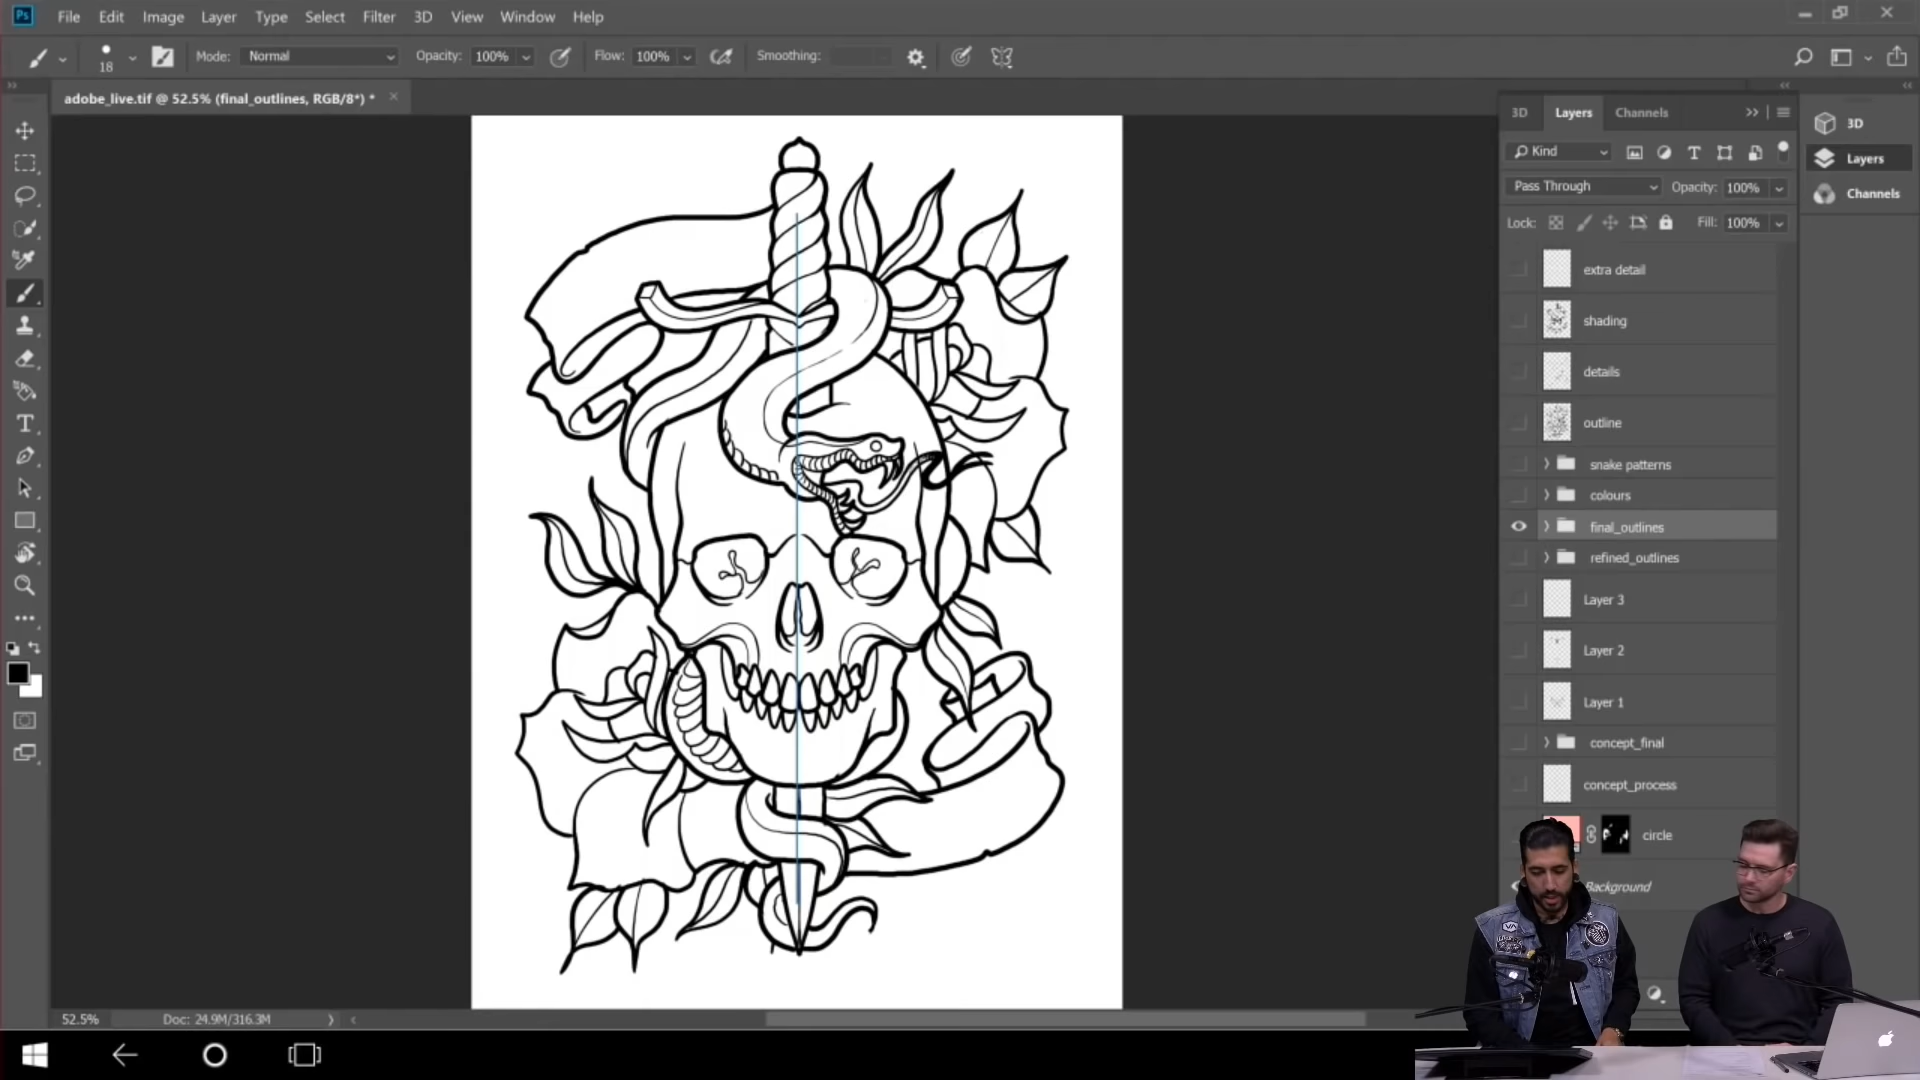 Ps File Edit Image Layer Type Select Filter 3D View Window Help
18 Mode: Normal Opacity: 100% Flow: 100% Smoothing:
adobe_live.tif @ 52.5% (final_outlines, RGB/8*) *
3D Layers Channels
Kind
Pass Through Opacity: 100%
Lock: Fill: 100%
extra detail
shading
details
outline
snake patterns
colours
final_outlines
refined_outlines
Layer 3
Layer 2
Layer 1
concept_final
concept_process
circle
Background
3D
Layers
Channels
52.5% Doc: 24.9M/316.3M